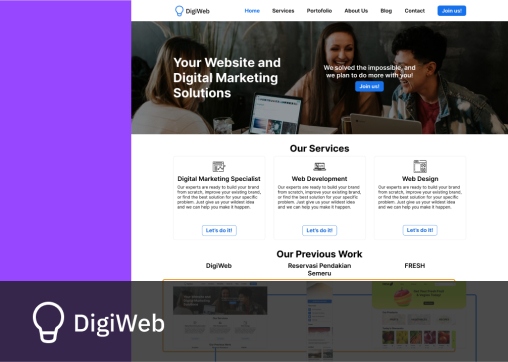 DigiWeb
Home Services Portofolio About Us Blog Contact Join us!
Your Website and
Digital Marketing
Solutions
We solved the impossible, and
we plan to do more with you!
Join us!
Our Services
Digital Marketing Specialist
Our experts are ready to build your brand
from scratch, improve your existing brand,
or find the best solution for your specific
problem. Just give us your wildest idea
and we can help you make it happen.
Let's do it!
Web Development
Our experts are ready to build your brand
from scratch, improve your existing brand,
or find the best solution for your specific
problem. Just give us your wildest idea
and we can help you make it happen.
Let's do it!
Web Design
Our experts are ready to build your brand
from scratch, improve your existing brand,
or find the best solution for your specific
problem. Just give us your wildest idea
and we can help you make it happen.
Let's do it!
Our Previous Work
DigiWeb
Reservasi Pendakian
Semeru
FRESH
DigiWeb